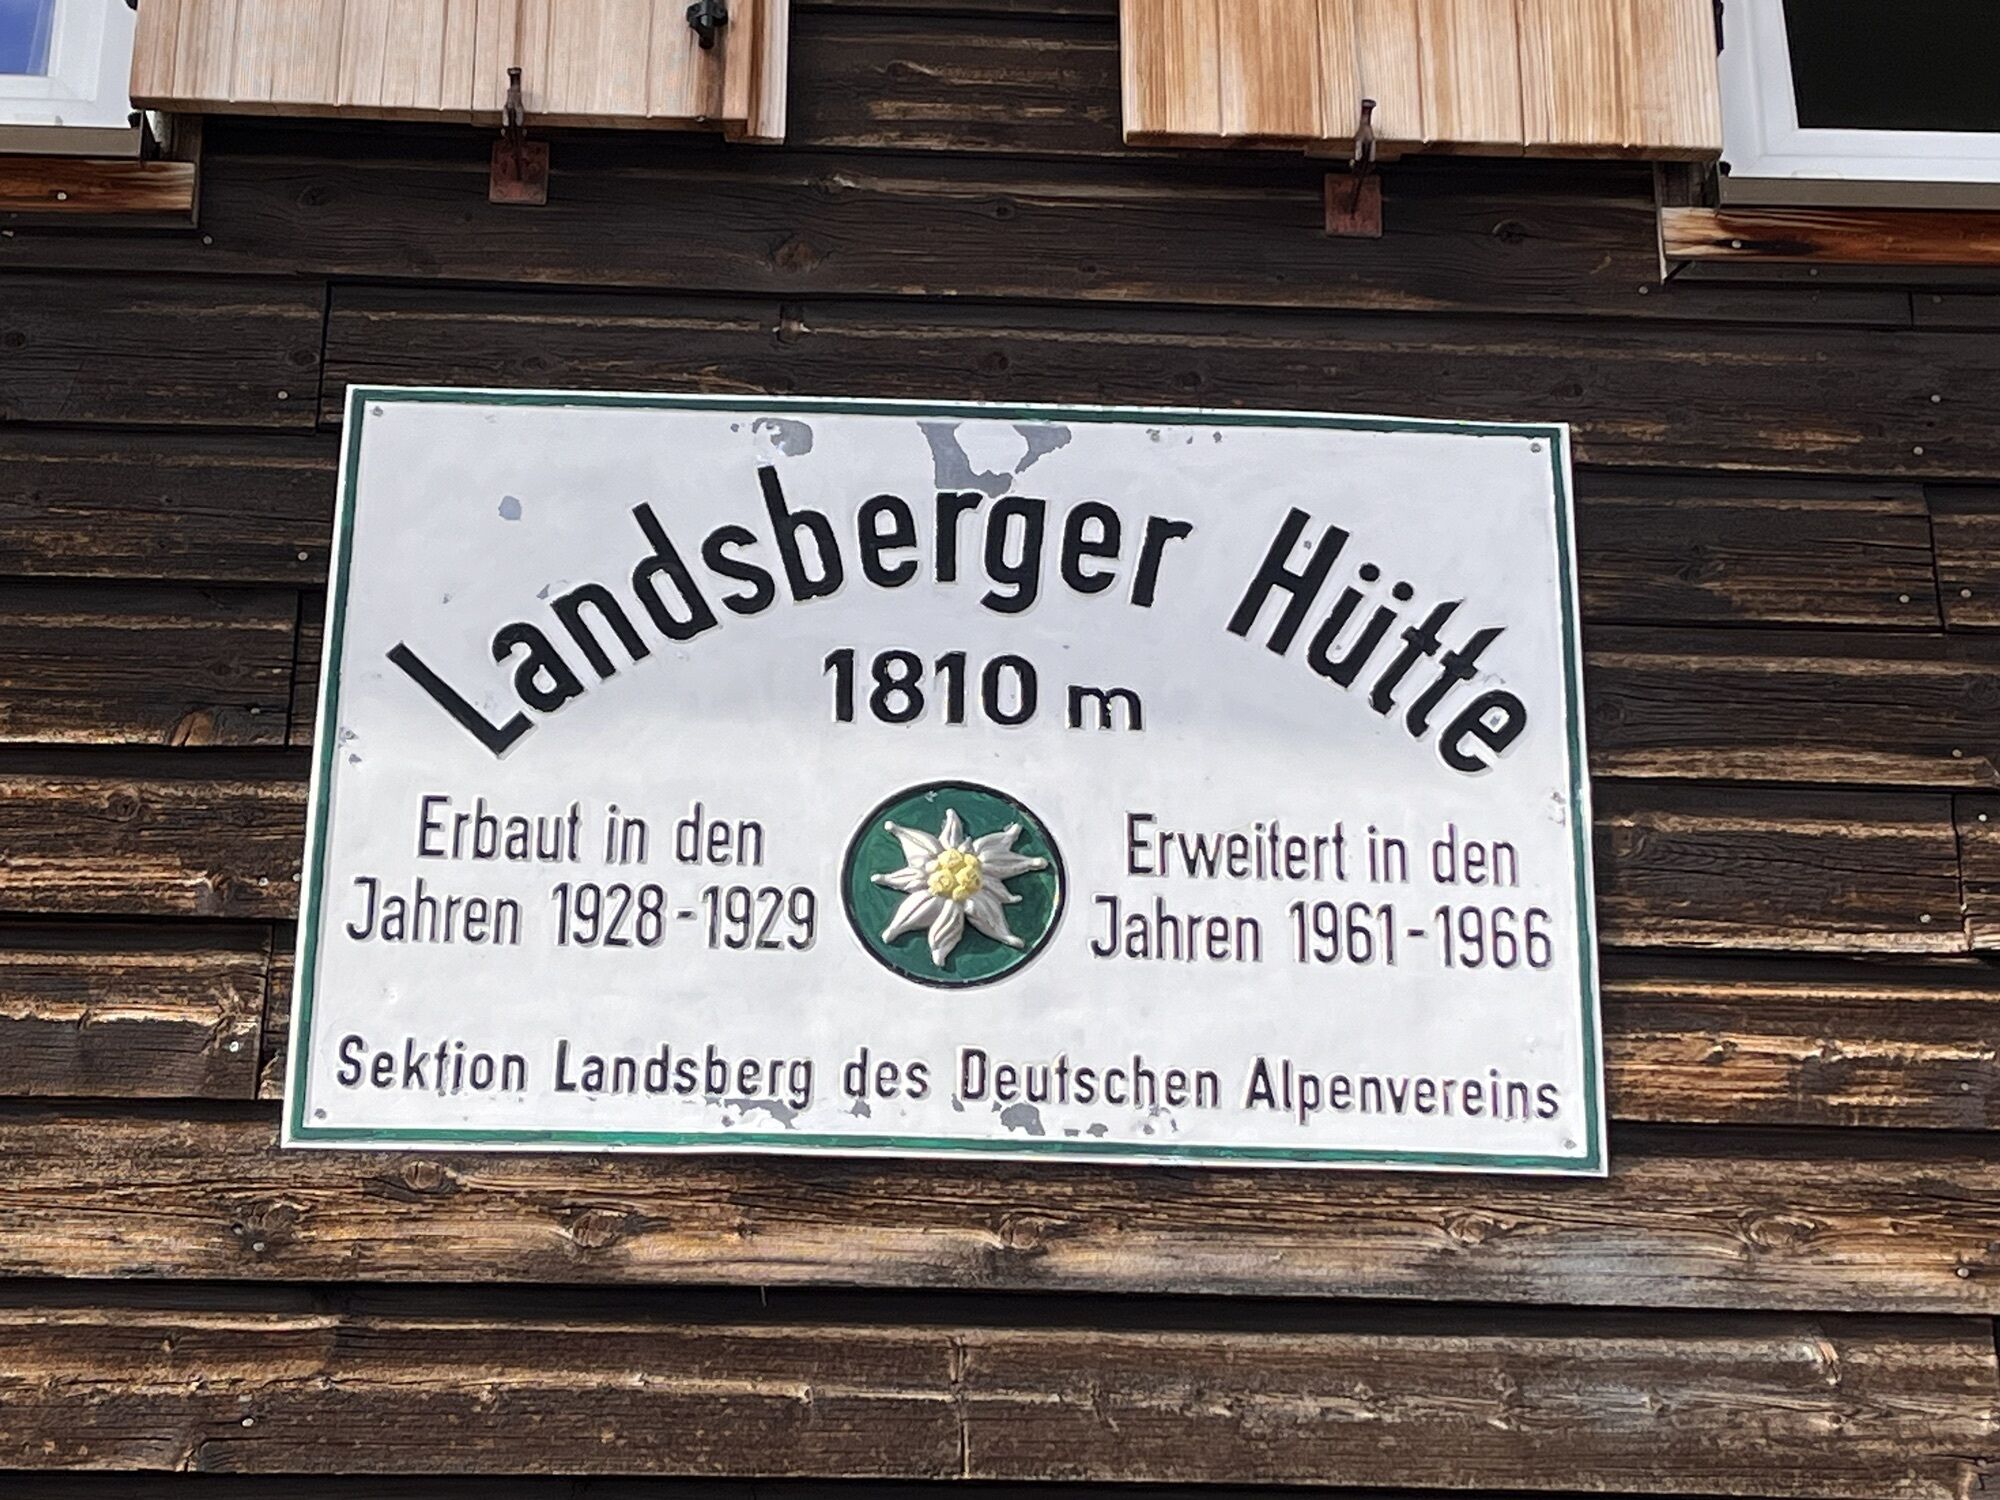 Landsberger Hütte
1810 m
Erbaut in den
Jahren 1928-1929
Erweitert in den
Jahren 1961-1966
Sektion Landsberg des Deutschen Alpenvereins